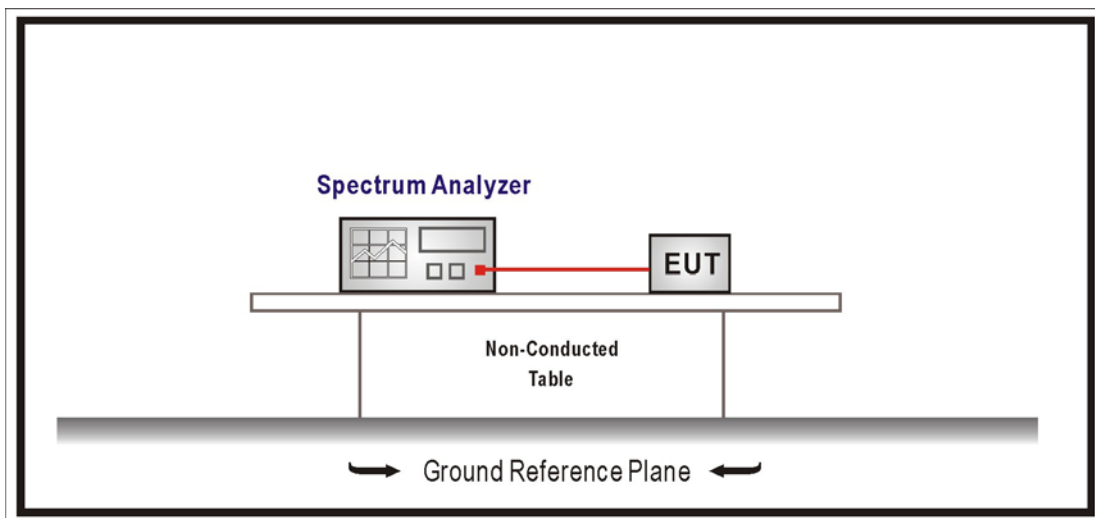 Spectrum Analyzer
EUT
Non-Conducted
Table
Ground Reference Plane